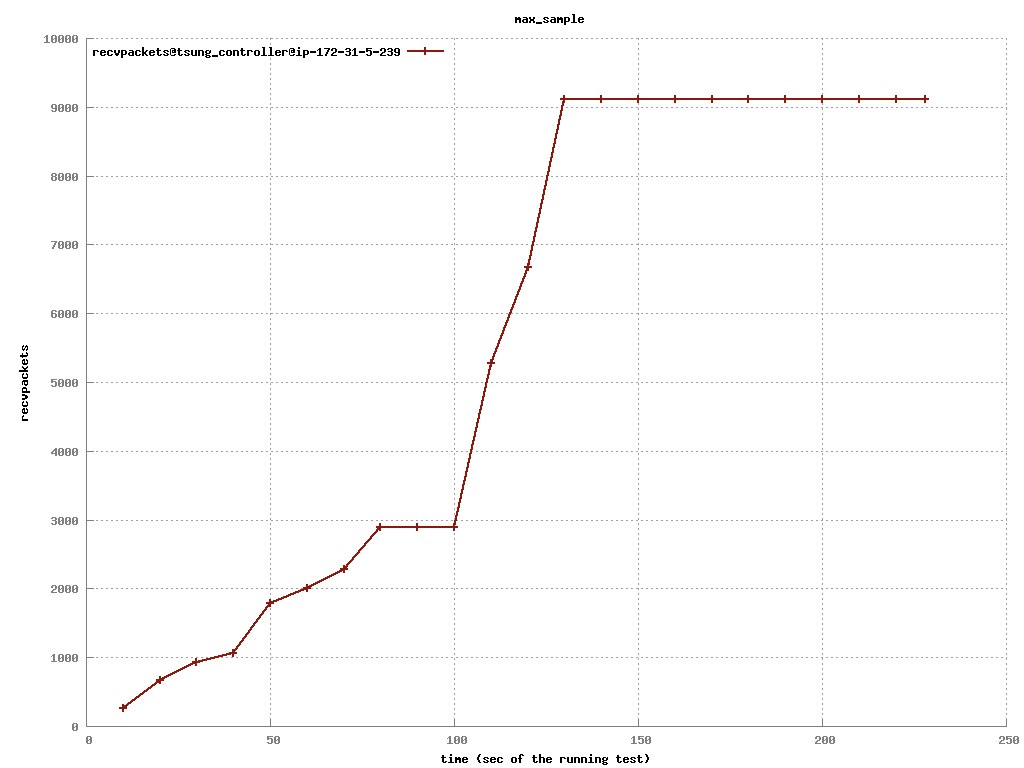 max_sample
recvpackets@tsung_controller@ip-172-31-5-239
10000
9000
8000
7000
6000
5000
4000
3000
2000
1000
0
recvpackets
0 50 100 150 200 250
time (sec of the running test)